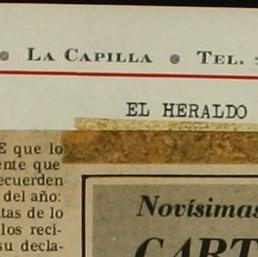 La Capilla • Tel.
EL HERALDO
E que lo
ente que
ecuerden
del año:
tas de lo
los reci-
su decla-
Novísimas
CART